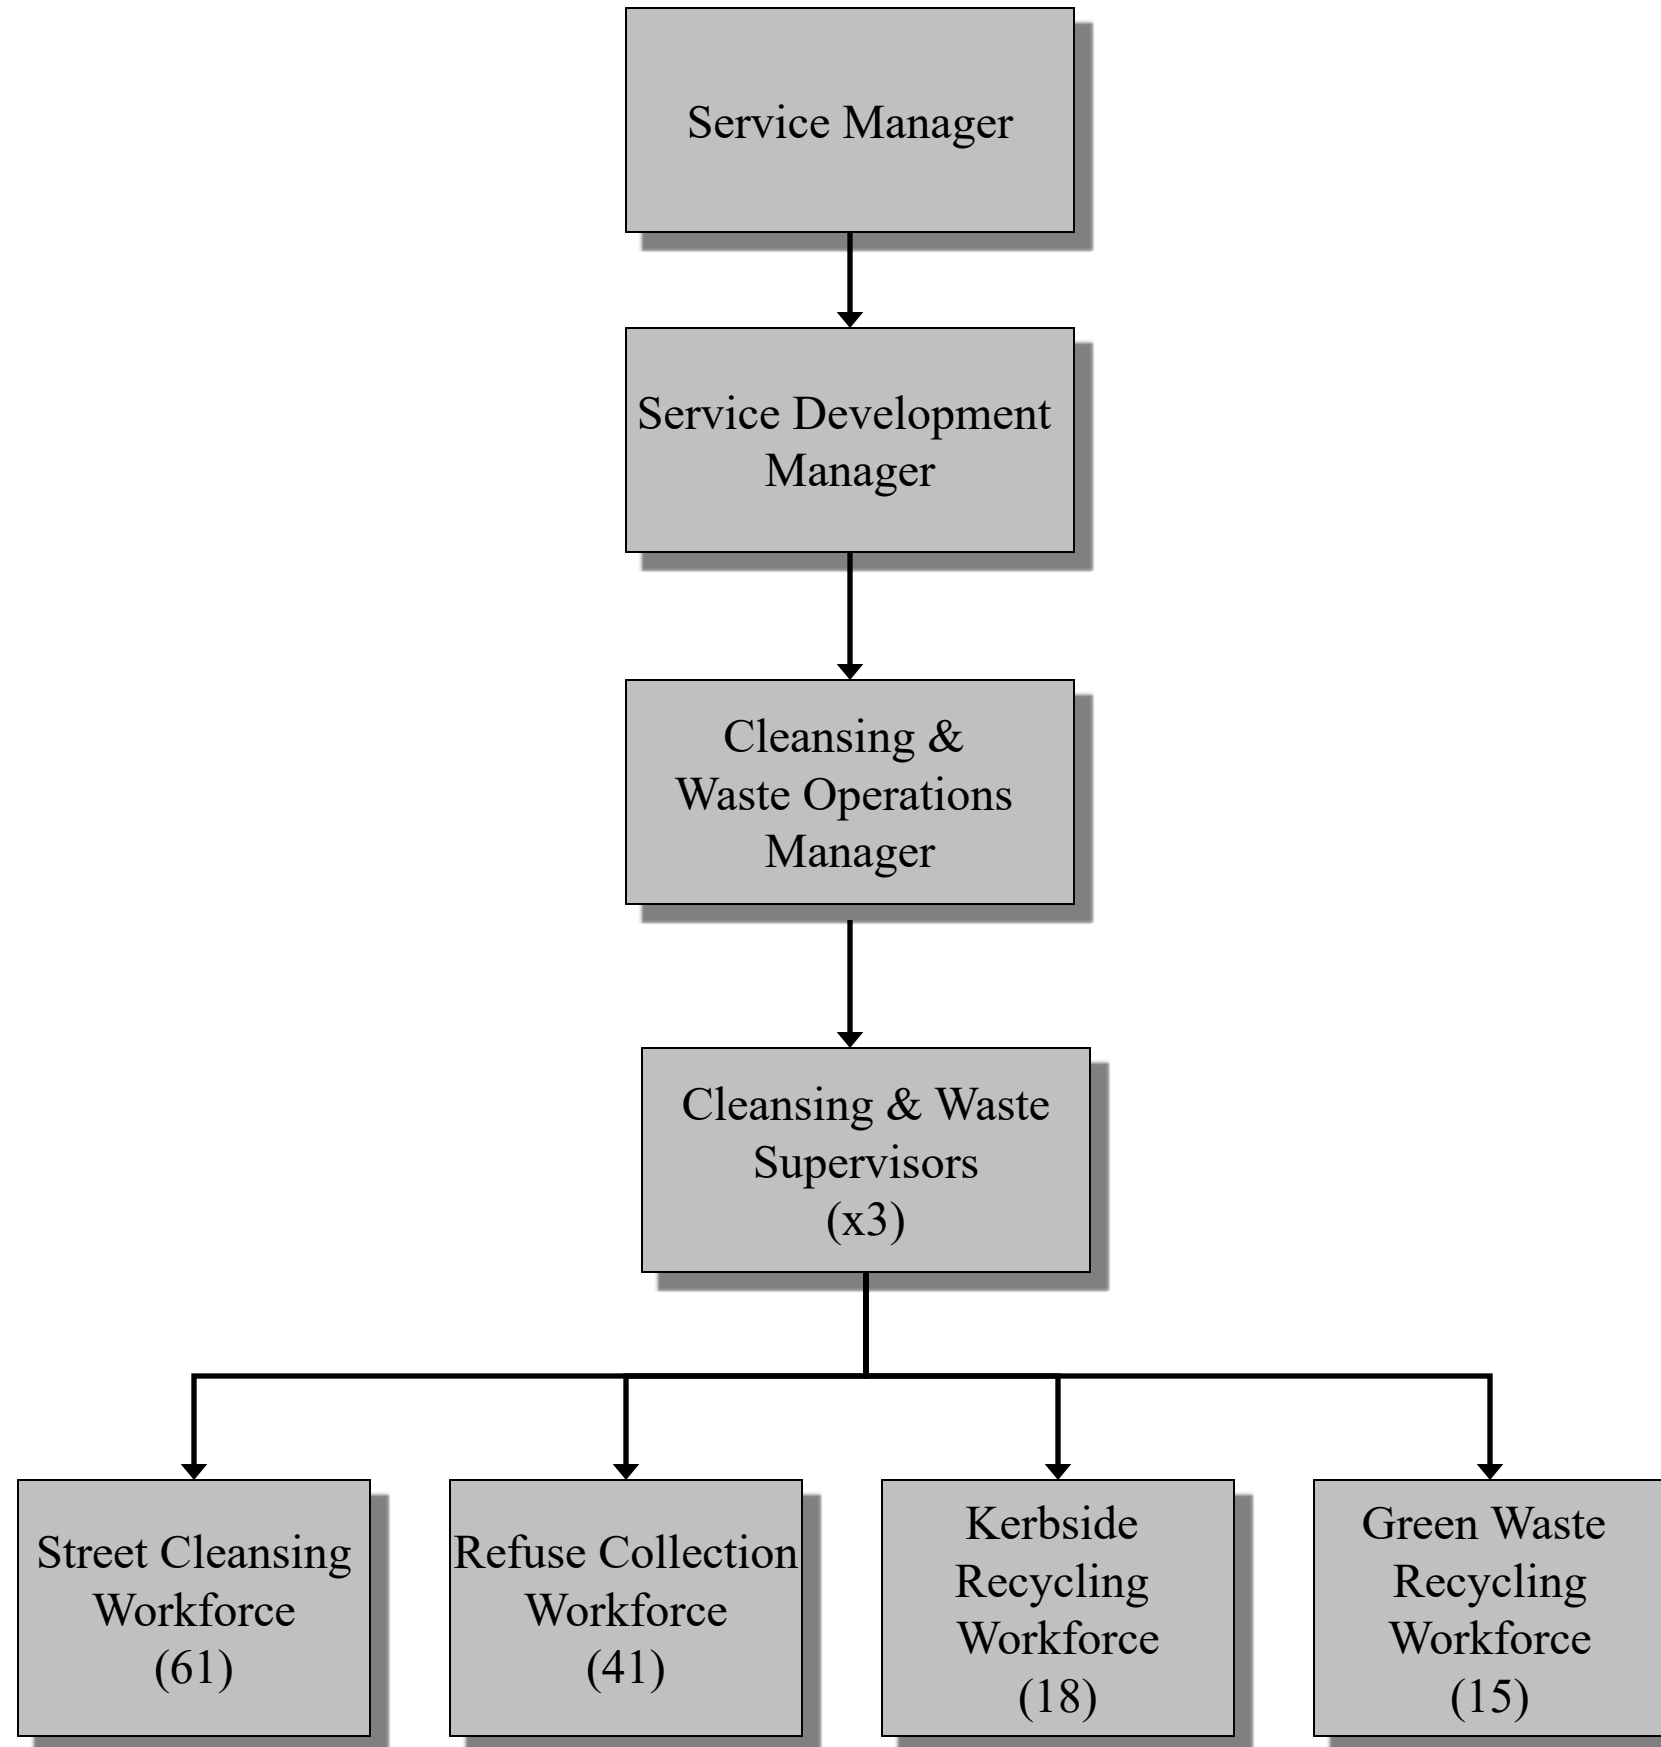 Service Manager
Service Development
Manager
Cleansing &
Waste Operations
Manager
Cleansing & Waste
Supervisors
(x3)
Street Cleansing
Workforce
(61)
Refuse Collection
Workforce
(41)
Kerbside
Recycling
Workforce
(18)
Green Waste
Recycling
Workforce
(15)